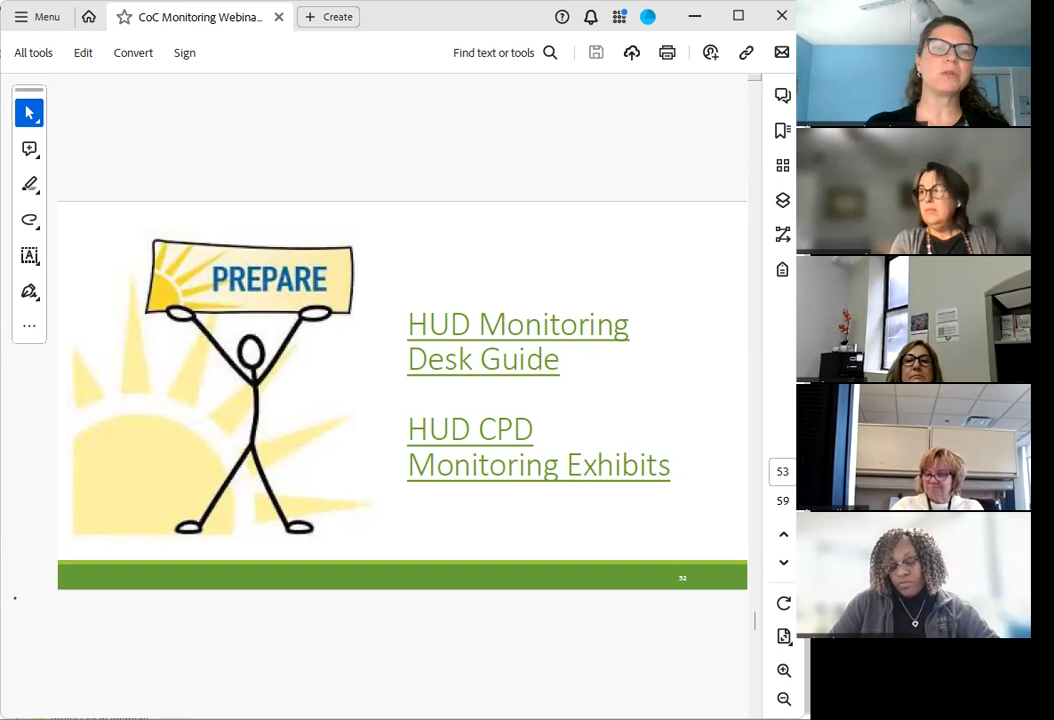 Menu
CoC Monitoring Webina...
Create
All tools
Edit
Convert
Sign
Find text or tools
PREPARE
HUD Monitoring
Desk Guide
HUD CPD
Monitoring Exhibits
53
59
52